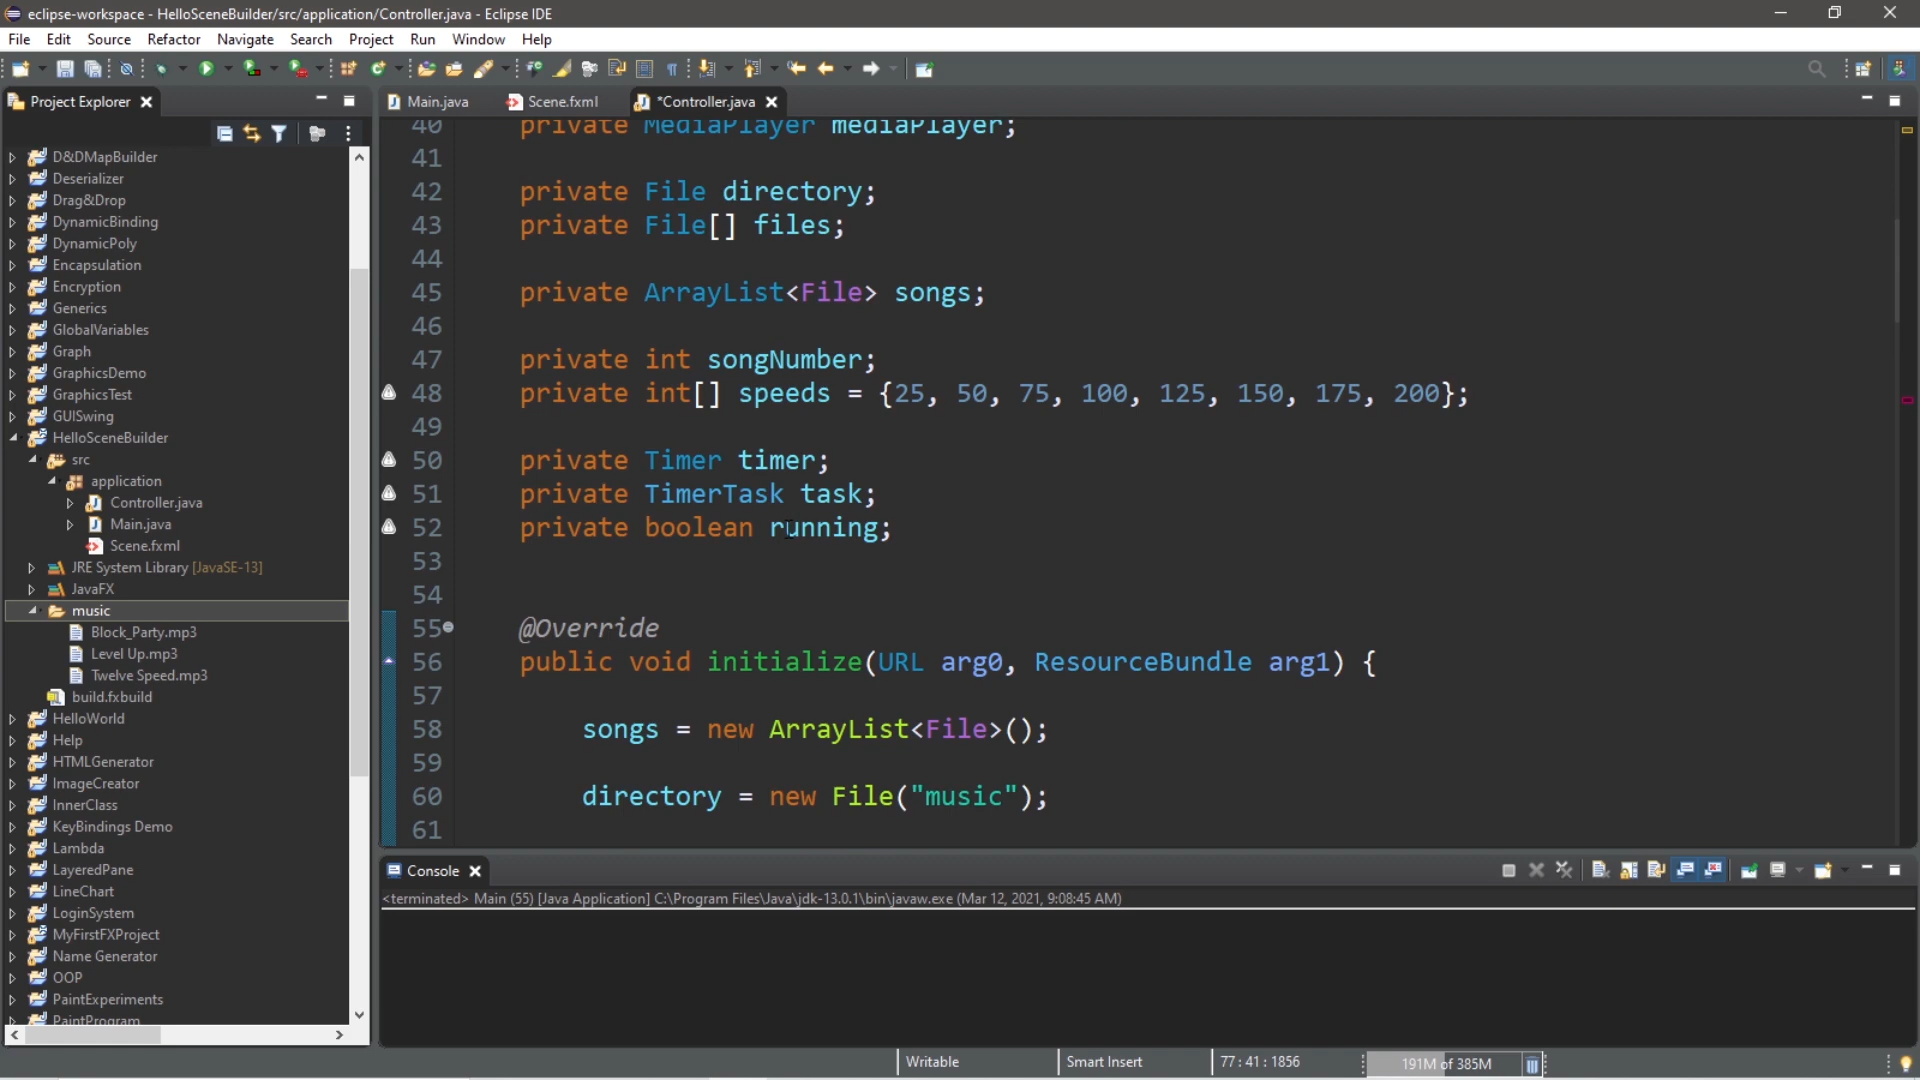 eclipse-workspace - HelloSceneBuilder/src/application/Controller.java - Eclipse IDE
File Edit Source Refactor Navigate Search Project Run Window Help
Project Explorer
Main.java Scene.fxml *Controller.java
D&DMapBuilder
Deserializer
Drag&Drop
DynamicBinding
DynamicPoly
Encapsulation
Encryption
Generics
GlobalVariables
Graph
GraphicsDemo
GraphicsTest
GUISwing
HelloSceneBuilder
src
application
Controller.java
Main.java
Scene.fxml
JRE System Library [JavaSE-13]
JavaFX
music
Block_Party.mp3
Level Up.mp3
Twelve Speed.mp3
build.fxbuild
HelloWorld
Help
HTMLGenerator
ImageCreator
InnerClass
KeyBindings Demo
Lambda
LayeredPane
LineChart
LoginSystem
MyFirstFXProject
Name Generator
OOP
PaintExperiments
PaintProgram
40 private MediaPlayer mediaPlayer;
41
42 private File directory;
43 private File[] files;
44
45 private ArrayList<File> songs;
46
47 private int songNumber;
48 private int[] speeds = {25, 50, 75, 100, 125, 150, 175, 200};
49
50 private Timer timer;
51 private TimerTask task;
52 private boolean running;
53
54
55 @Override
56 public void initialize(URL arg0, ResourceBundle arg1) {
57
58 songs = new ArrayList<File>();
59
60 directory = new File("music");
61
Console
<terminated> Main (55) [Java Application] C:\Program Files\Java\jdk-13.0.1\bin\javaw.exe (Mar 12, 2021, 9:08:45 AM)
Writable Smart Insert 77 : 41 : 1856 191M of 385M